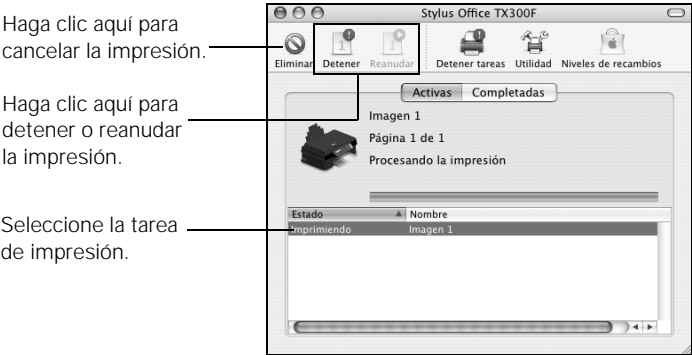 Haga clic aquí para
cancelar la impresión.
Haga clic aquí para
detener o reanudar
la impresión.
Seleccione la tarea
de impresión.
Stylus Office TX300F
Eliminar Detener Reanudar Detener tareas Utilidad Niveles de recambios
Activas Completadas
Imagen 1
Página 1 de 1
Procesando la impresión
Estado Nombre
Imprimiendo Imagen 1